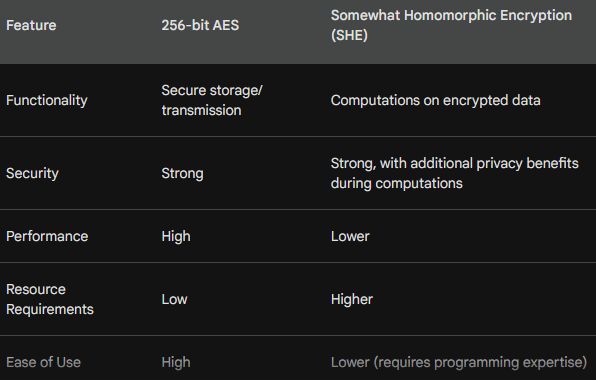 Feature 256-bit AES Somewhat Homomorphic Encryption
(SHE)
Functionality Secure storage/
transmission Computations on encrypted data
Security Strong Strong, with additional privacy benefits
during computations
Performance High Lower
Resource
Requirements Low Higher
Ease of Use High Lower (requires programming expertise)